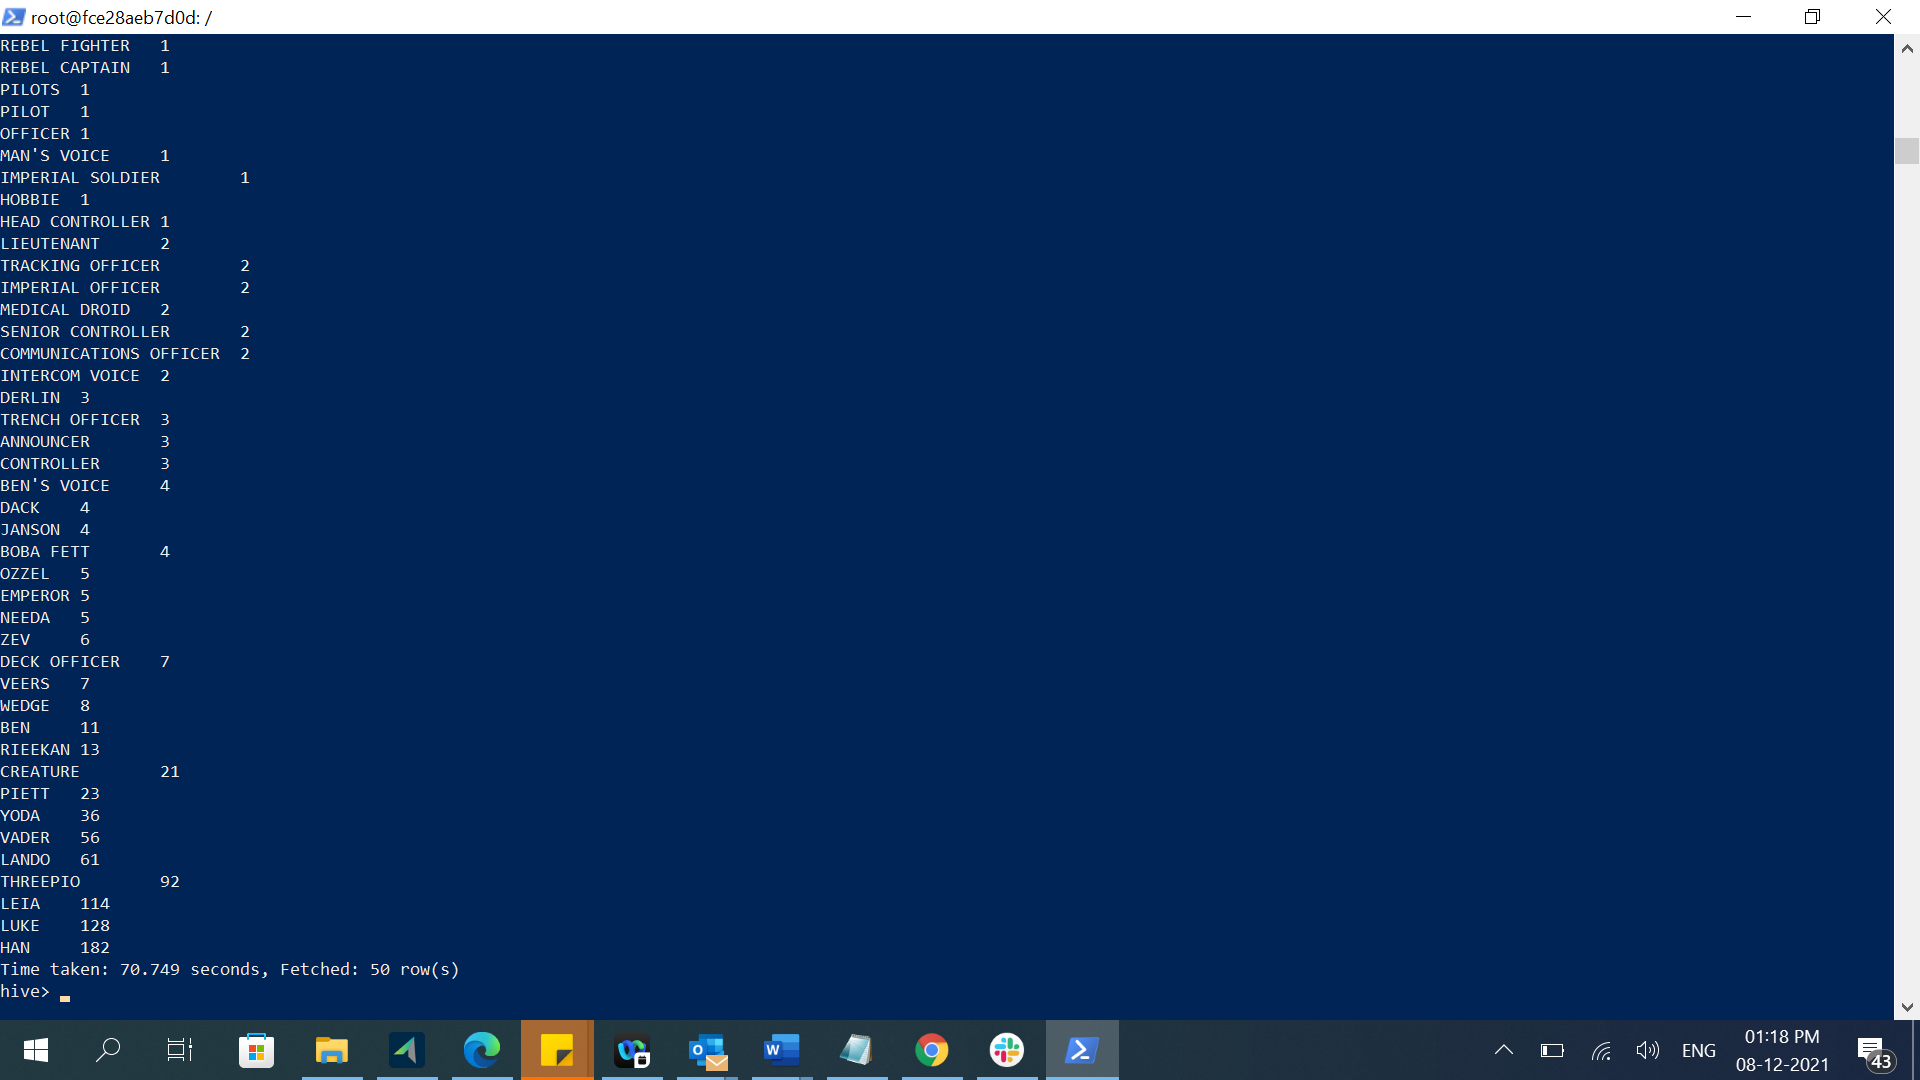 root@fce28aeb7d0d: /
REBEL FIGHTER 1
REBEL CAPTAIN 1
PILOTS 1
PILOT 1
OFFICER 1
MAN'S VOICE 1
IMPERIAL SOLDIER 1
HOBBIE 1
HEAD CONTROLLER 1
LIEUTENANT 2
TRACKING OFFICER 2
IMPERIAL OFFICER 2
MEDICAL DROID 2
SENIOR CONTROLLER 2
COMMUNICATIONS OFFICER 2
INTERCOM VOICE 2
DERLIN 3
TRENCH OFFICER 3
ANNOUNCER 3
CONTROLLER 3
BEN'S VOICE 4
DACK 4
JANSON 4
BOBA FETT 4
OZZEL 5
EMPEROR 5
NEEDA 5
ZEV 6
DECK OFFICER 7
VEERS 7
WEDGE 8
BEN 11
RIEEKAN 13
CREATURE 21
PIETT 23
YODA 36
VADER 56
LANDO 61
THREEPIO 92
LEIA 114
LUKE 128
HAN 182
Time taken: 70.749 seconds, Fetched: 50 row(s)
hive>
ENG
01:18 PM
08-12-2021
43